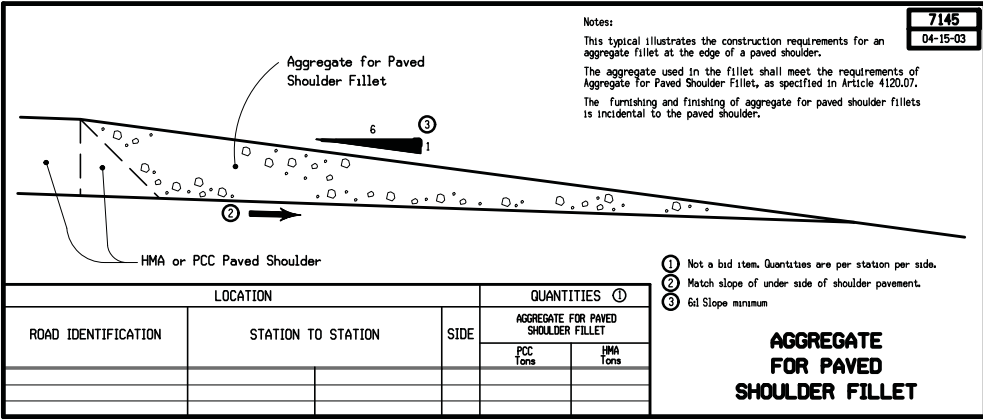 Notes:
7145
04-15-03
This typical illustrates the construction requirements for an
aggregate fillet at the edge of a paved shoulder.
The aggregate used in the fillet shall meet the requirements of
Aggregate for Paved Shoulder Fillet, as specified in Article 4120.07.
The furnishing and finishing of aggregate for paved shoulder fillets
is incidental to the paved shoulder.
Aggregate for Paved
Shoulder Fillet
6
3
1
2
HMA or PCC Paved Shoulder
1 Not a bid item. Quantities are per station per side.
2 Match slope of under side of shoulder pavement.
3 6:1 Slope minimum
LOCATION
QUANTITIES 1
ROAD IDENTIFICATION
STATION TO STATION
SIDE
AGGREGATE FOR PAVED
SHOULDER FILLET
PCC
Tons
HMA
Tons
AGGREGATE
FOR PAVED
SHOULDER FILLET